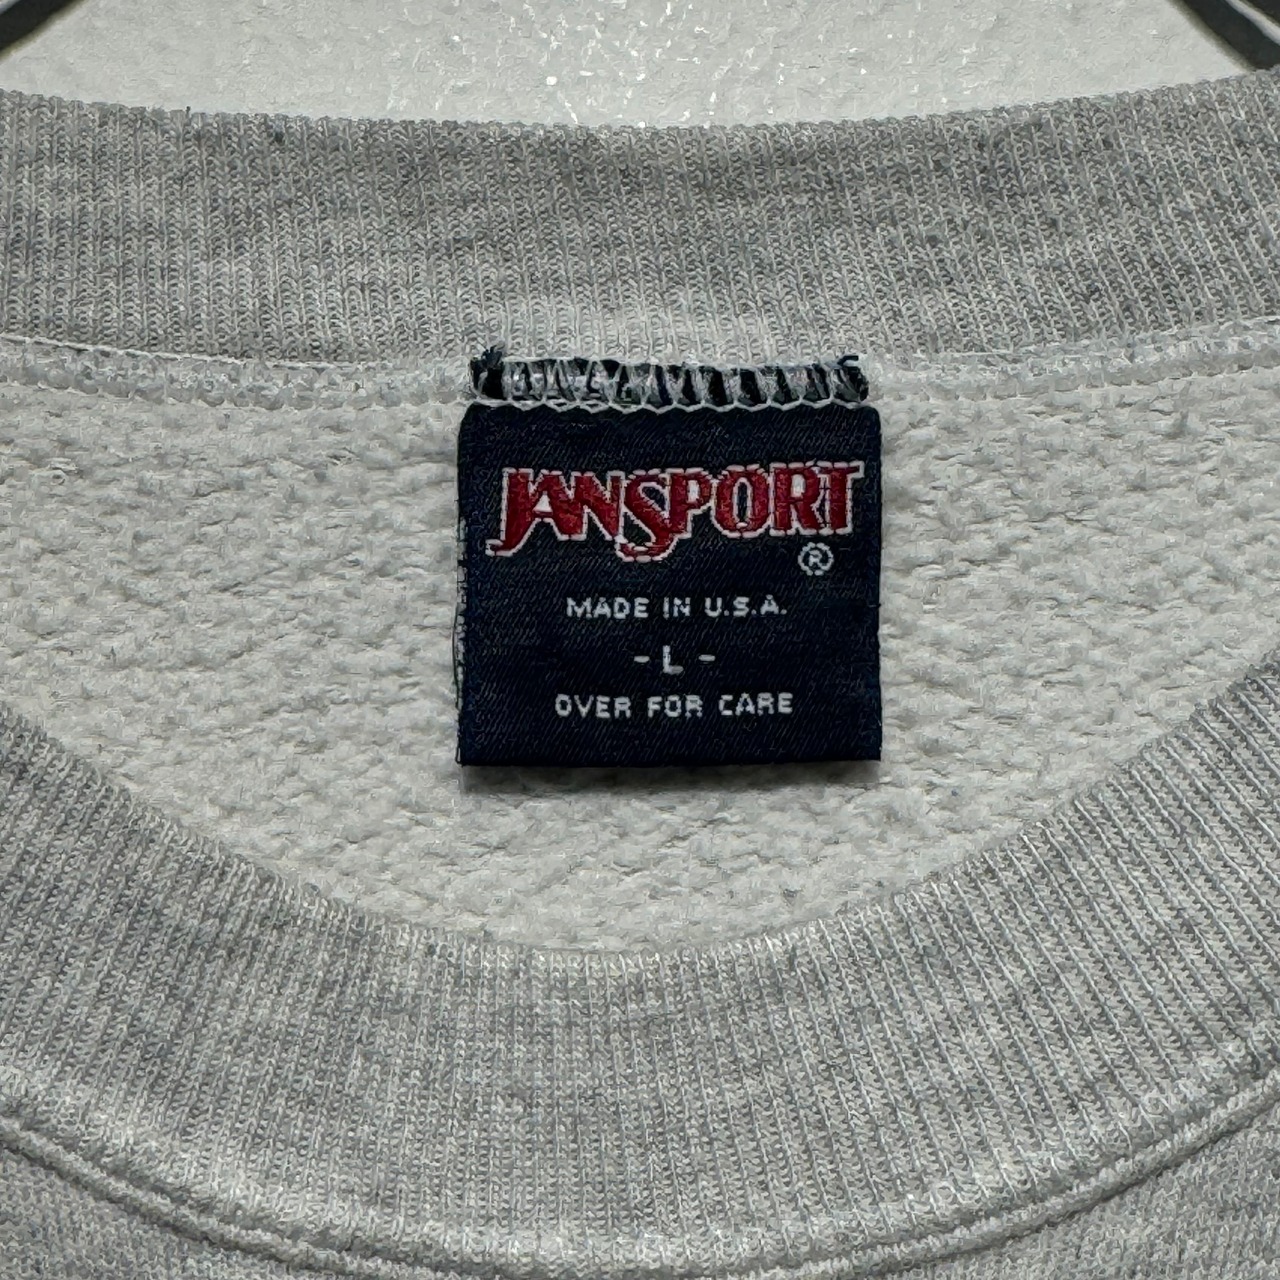 JANSPORT
®
MADE IN U.S.A.
- L -
OVER FOR CARE